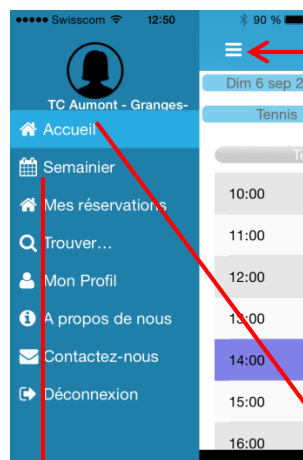 Swisscom 12:50 90 %
TC Aumont - Granges-
Accueil
Semainier
Mes réservations
Trouver...
Mon Profil
A propos de nous
Contactez-nous
Déconnexion
Dim 6 sep 2
Tennis
10:00
11:00
12:00
13:00
14:00
15:00
16:00